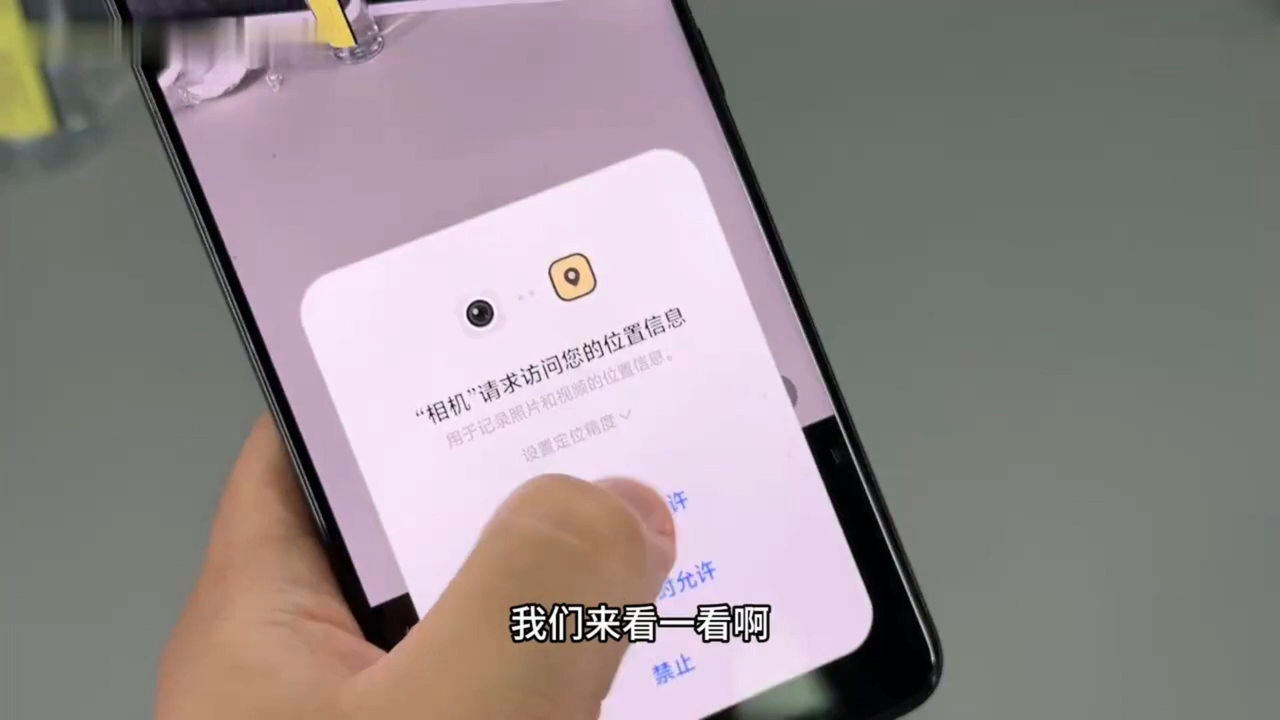 “相机”请求访问您的位置信息
用于记录照片和视频的位置信息。
设置定位精度
许
时允许
禁止
我们来看一看啊